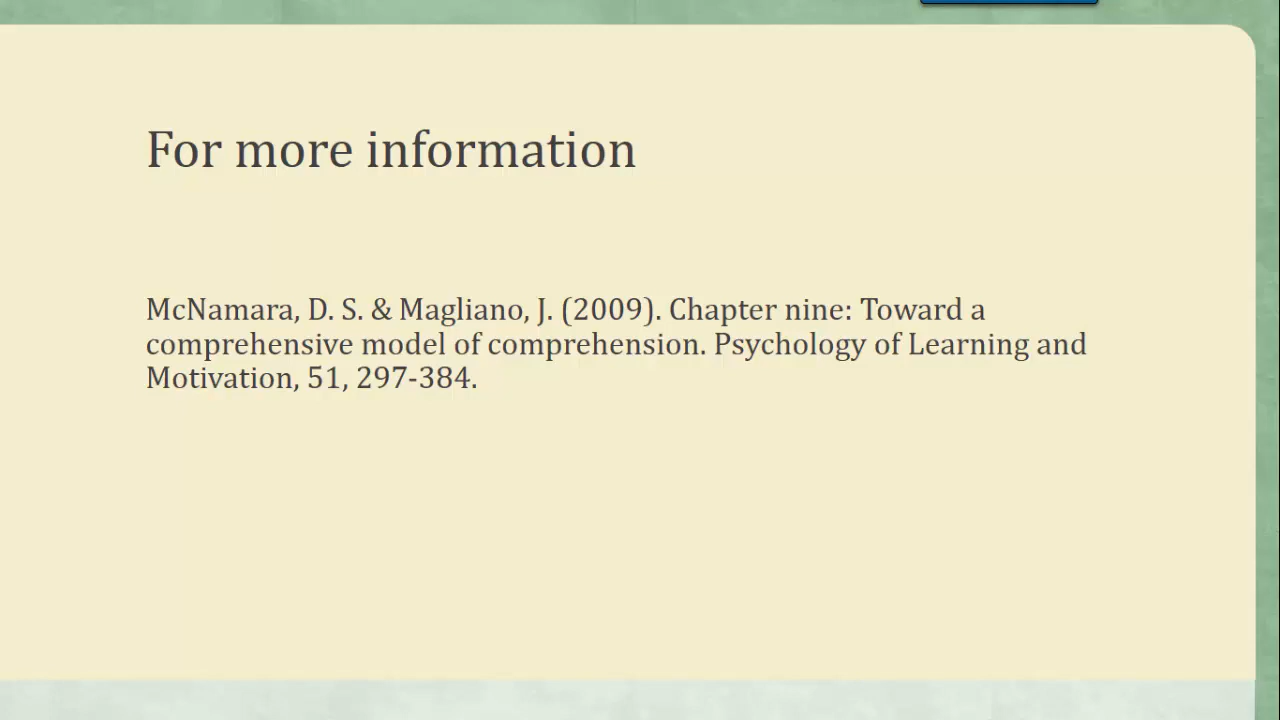 For more information
McNamara, D. S. & Magliano, J. (2009). Chapter nine: Toward a
comprehensive model of comprehension. Psychology of Learning and
Motivation, 51, 297-384.